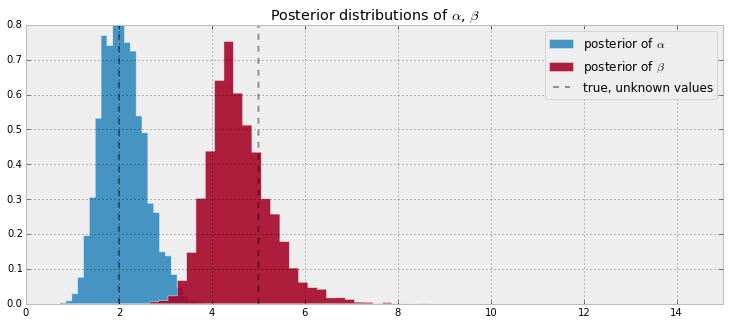 Posterior distributions of α, β
posterior of α
posterior of β
true, unknown values
0.8
0.7
0.6
0.5
0.4
0.3
0.2
0.1
0.0
0 2 4 6 8 10 12 14